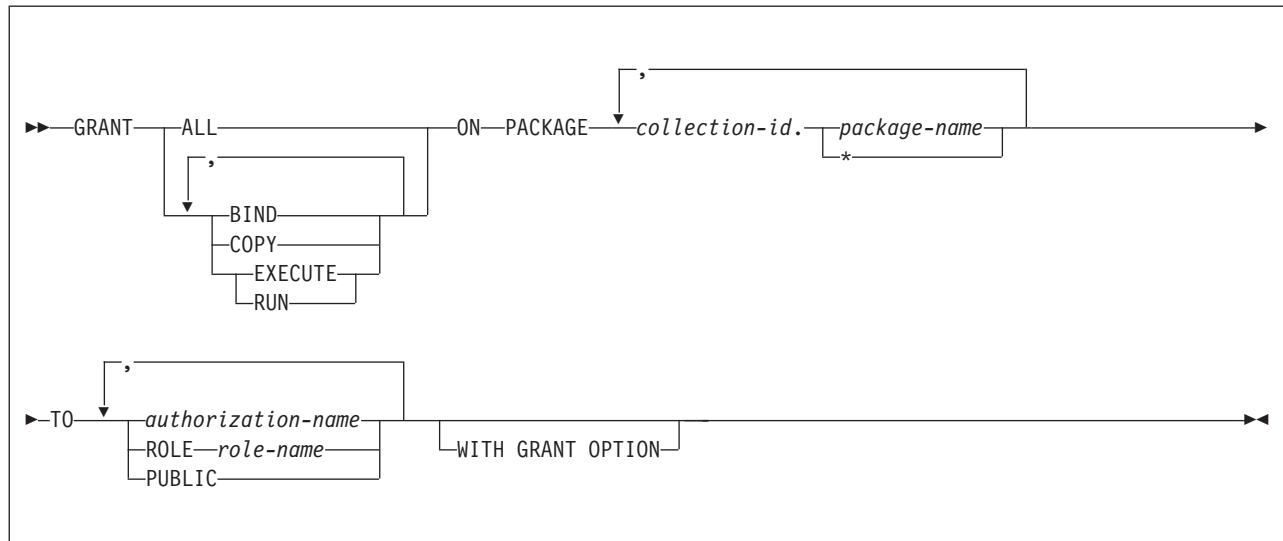 ,
GRANT ALL ON PACKAGE collection-id. package-name
*
,
BIND
COPY
EXECUTE
RUN
,
TO authorization-name
ROLE role-name
PUBLIC
WITH GRANT OPTION